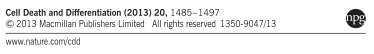 Cell Death and Differentiation (2013) 20, 1485–1497
© 2013 Macmillan Publishers Limited All rights reserved 1350-9047/13
npg
www.nature.com/cdd